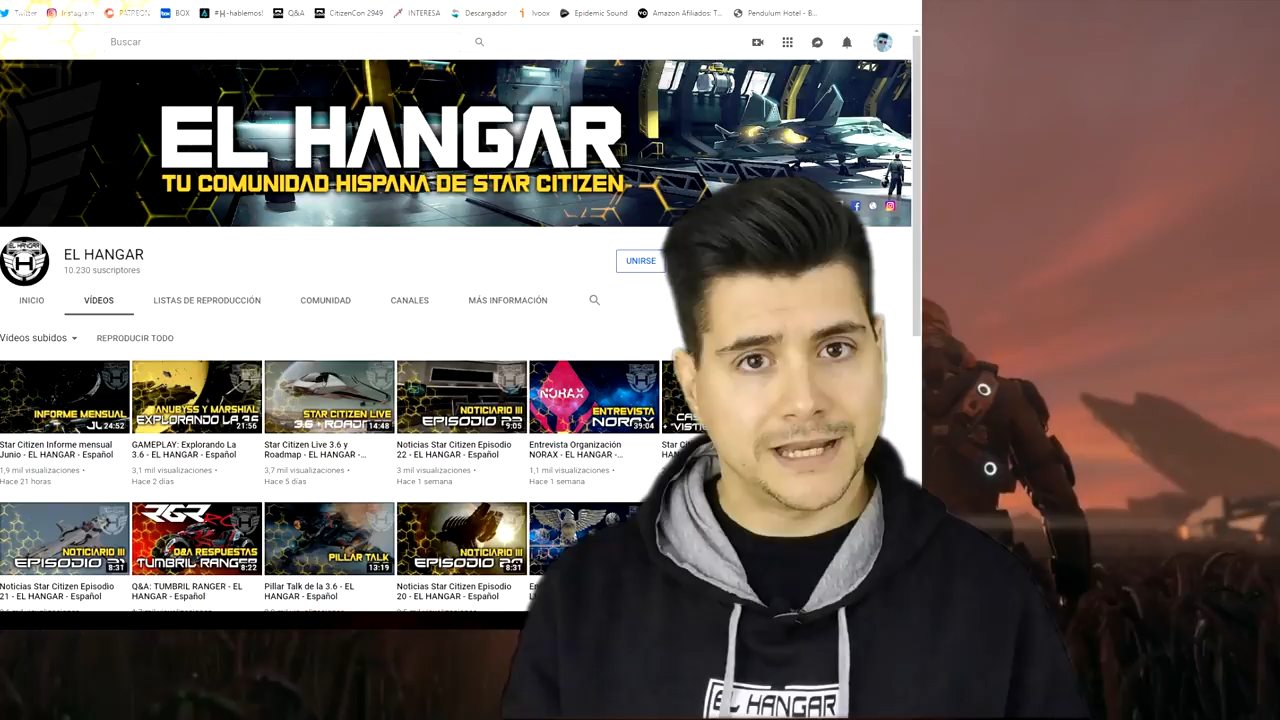 Twitter Instagram PATREON BOX #H-hablemos! Q&A CitizenCon 2949 INTERESA Descargador Ivoox Epidemic Sound Amazon Afiliados: T... Pendulum Hotel - B...
Buscar
EL HANGAR
TU COMUNIDAD HISPANA DE STAR CITIZEN
EL HANGAR
10.230 suscriptores
UNIRSE
INICIO VÍDEOS LISTAS DE REPRODUCCIÓN COMUNIDAD CANALES MÁS INFORMACIÓN
Vídeos subidos REPRODUCIR TODO
INFORME MENSUAL
24:52
ANUBYSS Y MARSHIAL
EXPLORANDO LA 3.6
21:56
STAR CITIZEN LIVE
14:48
NOTICIARIO III
EPISODIO 22
9:05
NORAX
ENTREVISTA
NORAX
39:04
Star Citizen Informe mensual
Junio - EL HANGAR - Español
1,9 mil visualizaciones •
Hace 21 horas
GAMEPLAY: Explorando La
3.6 - EL HANGAR - Español
3,1 mil visualizaciones •
Hace 2 días
Star Citizen Live 3.6 y
Roadmap - EL HANGAR -...
3,7 mil visualizaciones •
Hace 5 días
Noticias Star Citizen Episodio
22 - EL HANGAR - Español
3 mil visualizaciones •
Hace 1 semana
Entrevista Organización
NORAX - EL HANGAR -...
1,1 mil visualizaciones •
Hace 1 semana
NOTICIARIO III
EPISODIO 21
8:31
RGR RC
Q&A RESPUESTAS
TUMBRIL RANGER
8:22
PILLAR TALK
13:19
NOTICIARIO III
EPISODIO 20
8:31
Noticias Star Citizen Episodio
21 - EL HANGAR - Español
Q&A: TUMBRIL RANGER - EL
HANGAR - Español
Pillar Talk de la 3.6 - EL
HANGAR - Español
Noticias Star Citizen Episodio
20 - EL HANGAR - Español
EL HANGAR